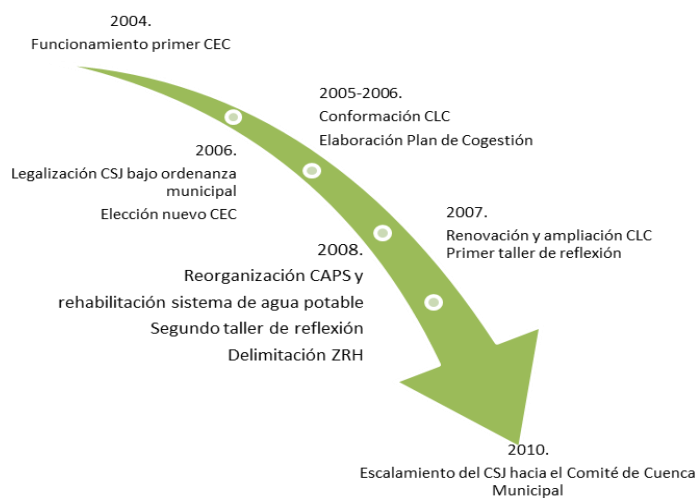 2004.
Funcionamiento primer CEC
2005-2006.
Conformación CLC
Elaboración Plan de Cogestión
2006.
Legalización CSJ bajo ordenanza
municipal
Elección nuevo CEC
2007.
Renovación y ampliación CLC
Primer taller de reflexión
2008.
Reorganización CAPS y
rehabilitación sistema de agua potable
Segundo taller de reflexión
Delimitación ZRH
2010.
Escalamiento del CSJ hacia el Comité de Cuenca
Municipal